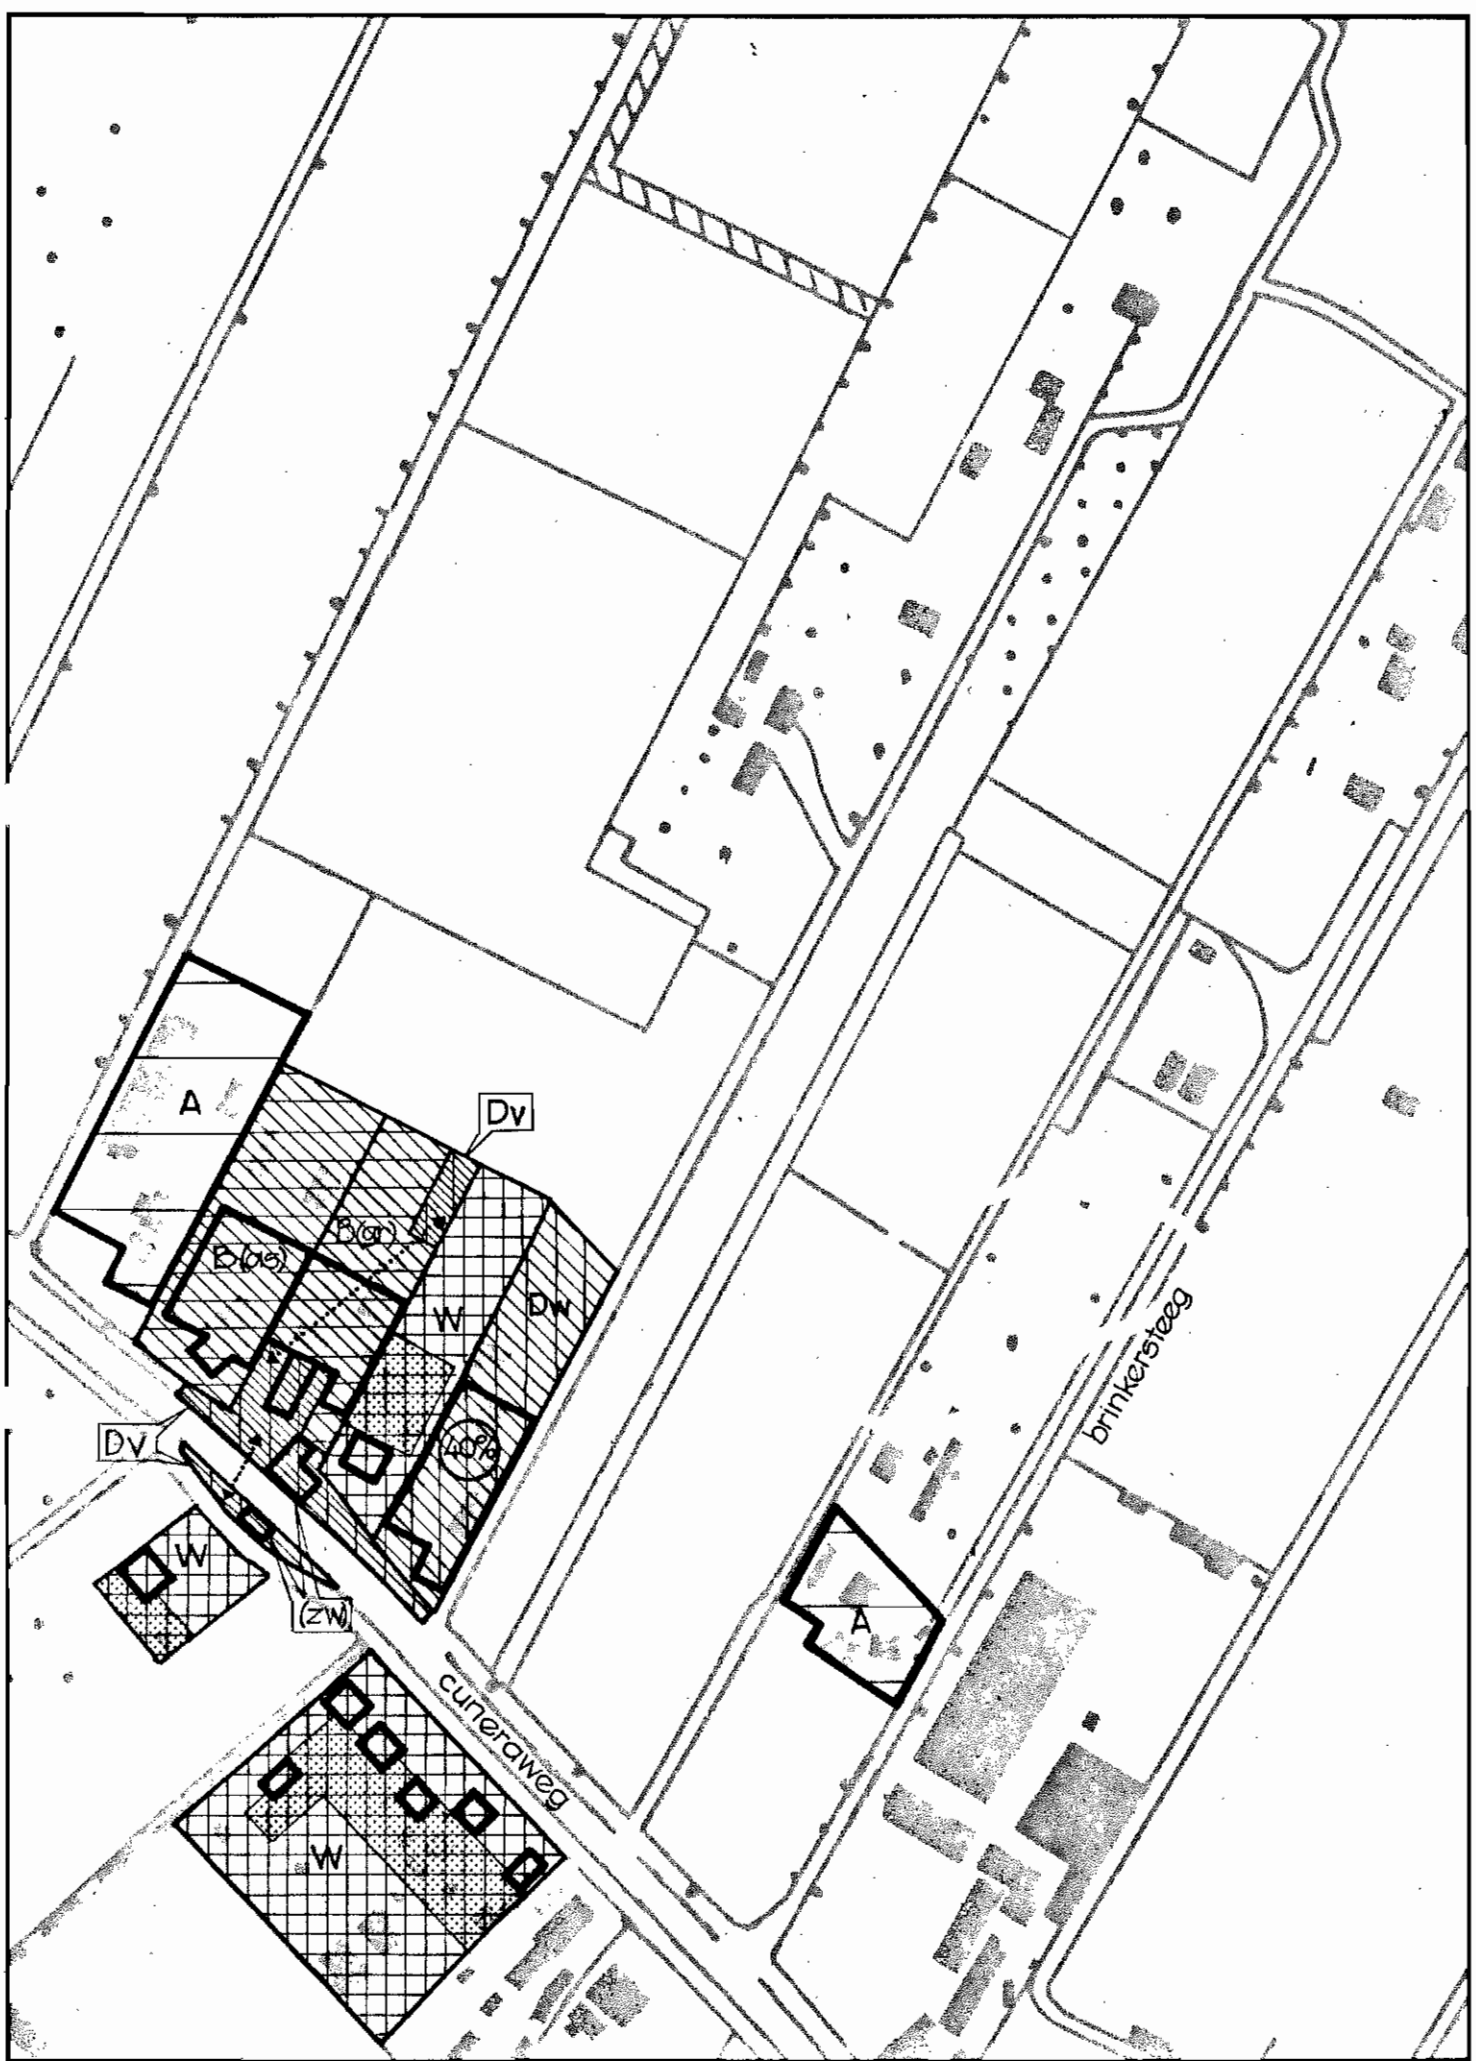 A
Dv
B(ar)
B(as)
W
Dw
brinkersteeg
40%
Dv
W
(zw)
A
cuneraweg
W